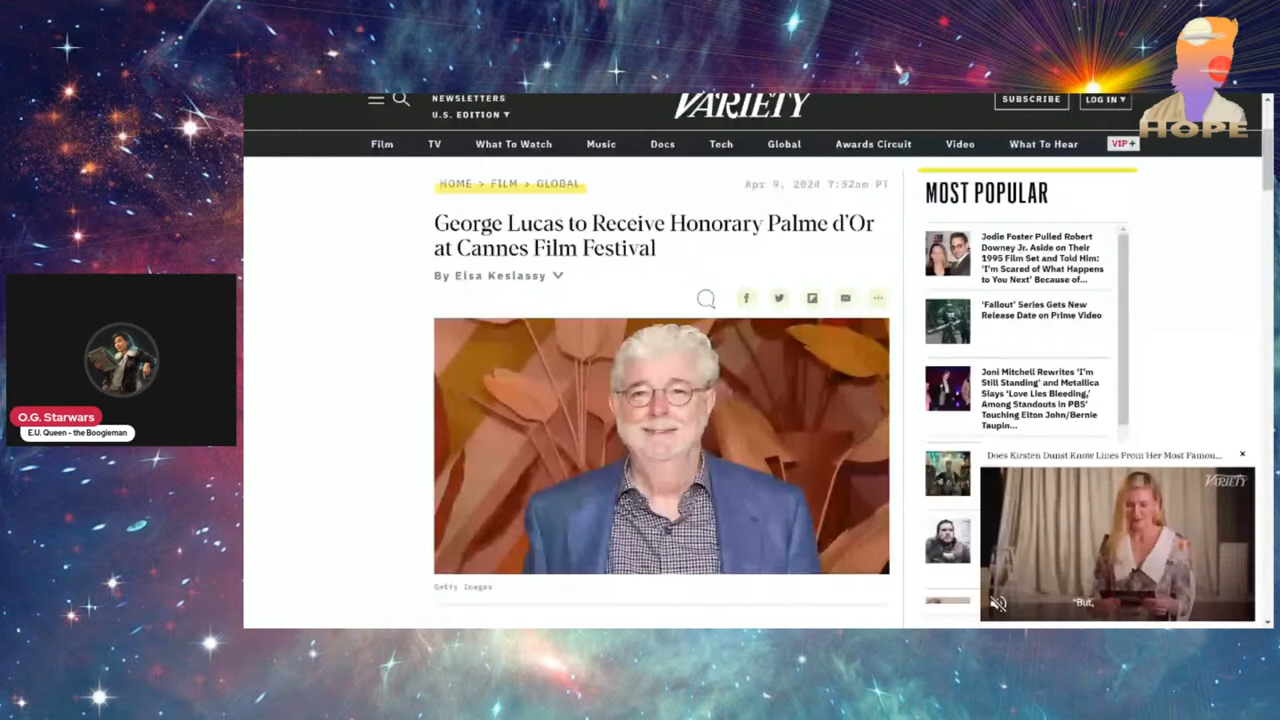 HOPE
NEWSLETTERS
U.S. EDITION ▾
VARIETY
SUBSCRIBE
LOG IN ▾
Film TV What To Watch Music Docs Tech Global Awards Circuit Video What To Hear VIP+
HOME > FILM > GLOBAL
Apr 9, 2024 7:52am PT
George Lucas to Receive Honorary Palme d'Or
at Cannes Film Festival
By Elsa Keslassy
Getty Images
MOST POPULAR
Jodie Foster Pulled Robert
Downey Jr. Aside on Their
1995 Film Set and Told Him:
'I'm Scared of What Happens
to You Next' Because of...
'Fallout' Series Gets New
Release Date on Prime Video
Joni Mitchell Rewrites 'I'm
Still Standing' and Metallica
Slays 'Love Lies Bleeding,'
Among Standouts in PBS'
Touching Elton John/Bernie
Taupin...
Does Kirsten Dunst Know Lines From Her Most Famou...
VARIETY
"But,
O.G. Starwars
E.U. Queen - the Boogieman